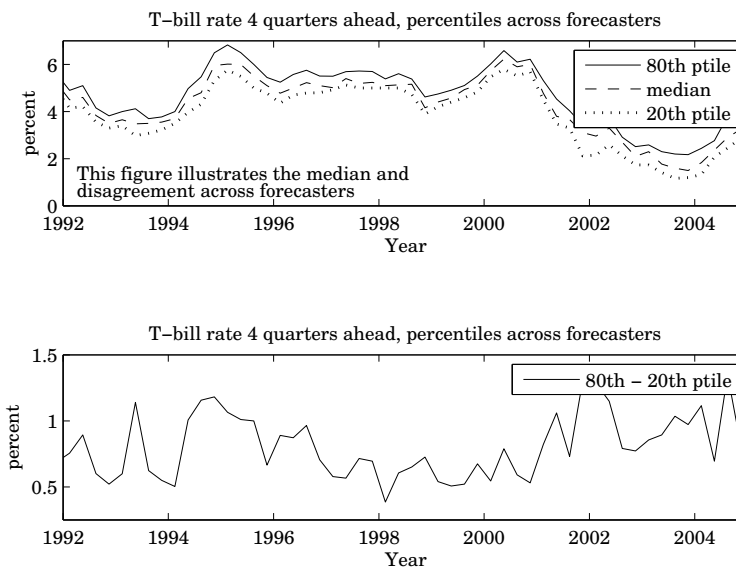 T−bill rate 4 quarters ahead, percentiles across forecasters
6
4
2
0
percent
80th ptile
median
20th ptile
This figure illustrates the median and
disagreement across forecasters
1992
1994
1996
1998
2000
2002
2004
Year
T−bill rate 4 quarters ahead, percentiles across forecasters
1.5
1
0.5
percent
80th − 20th ptile
1992
1994
1996
1998
2000
2002
2004
Year